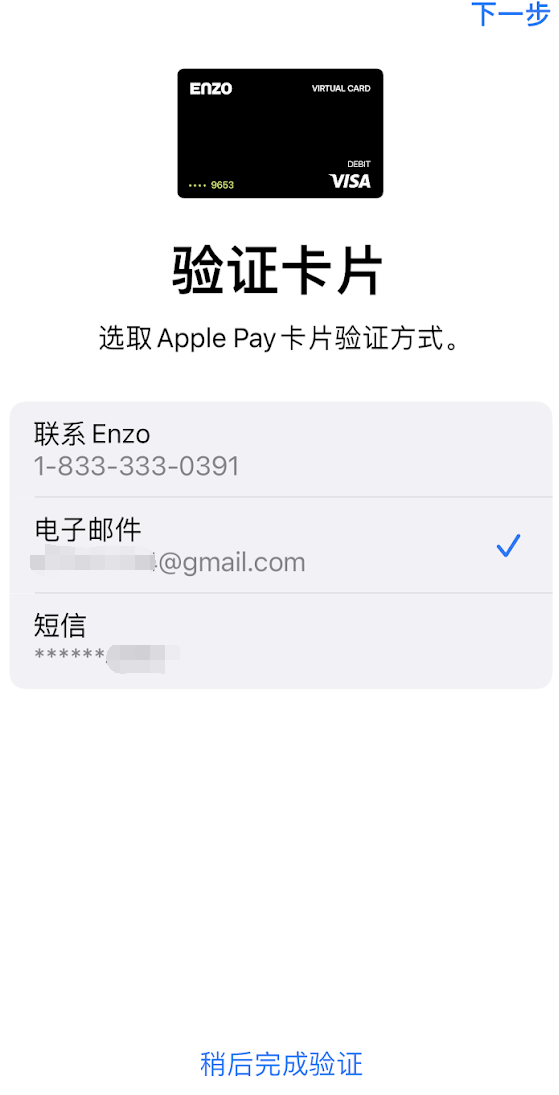 下一步
ENZO
VIRTUAL CARD
DEBIT
•••• 9653
VISA
验证卡片
选取 Apple Pay 卡片验证方式。
联系 Enzo
1-833-333-0391
电子邮件
@gmail.com
短信
******
稍后完成验证